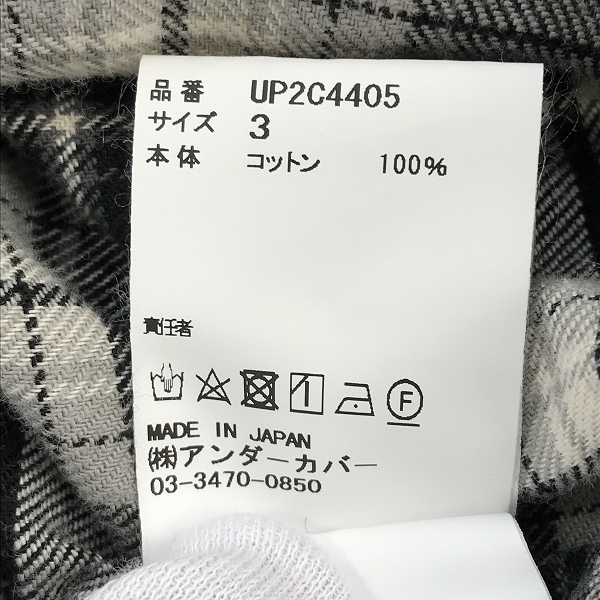 品番 UP2C4405
サイズ 3
本体 コットン 100%
責任者
F
MADE IN JAPAN
㈱アンダーカバー
03-3470-0850